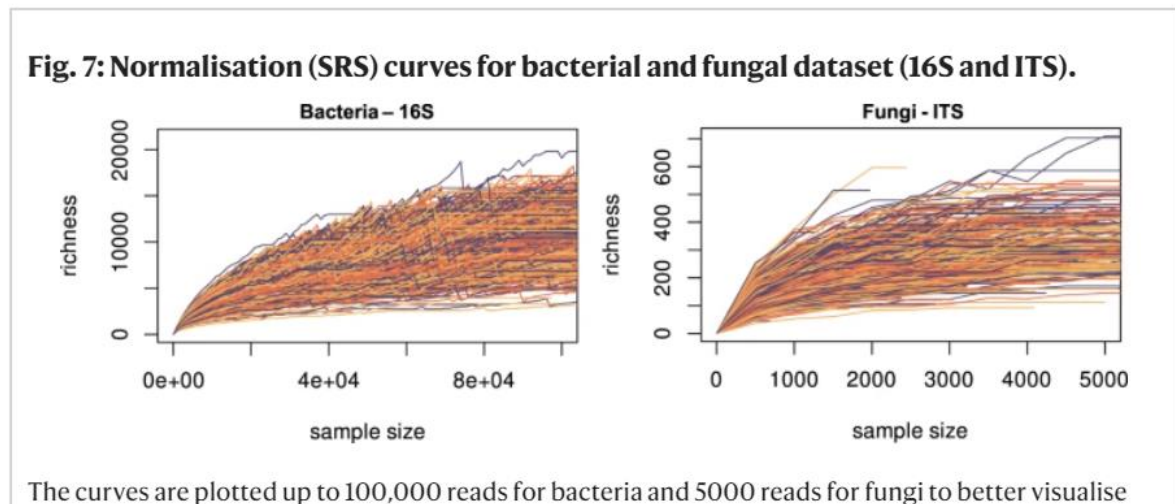 Fig. 7: Normalisation (SRS) curves for bacterial and fungal dataset (16S and ITS).
Bacteria – 16S
richness
20000
10000
0
0e+00 4e+04 8e+04
sample size
Fungi - ITS
richness
600
400
200
0
0 1000 2000 3000 4000 5000
sample size
The curves are plotted up to 100,000 reads for bacteria and 5000 reads for fungi to better visualise